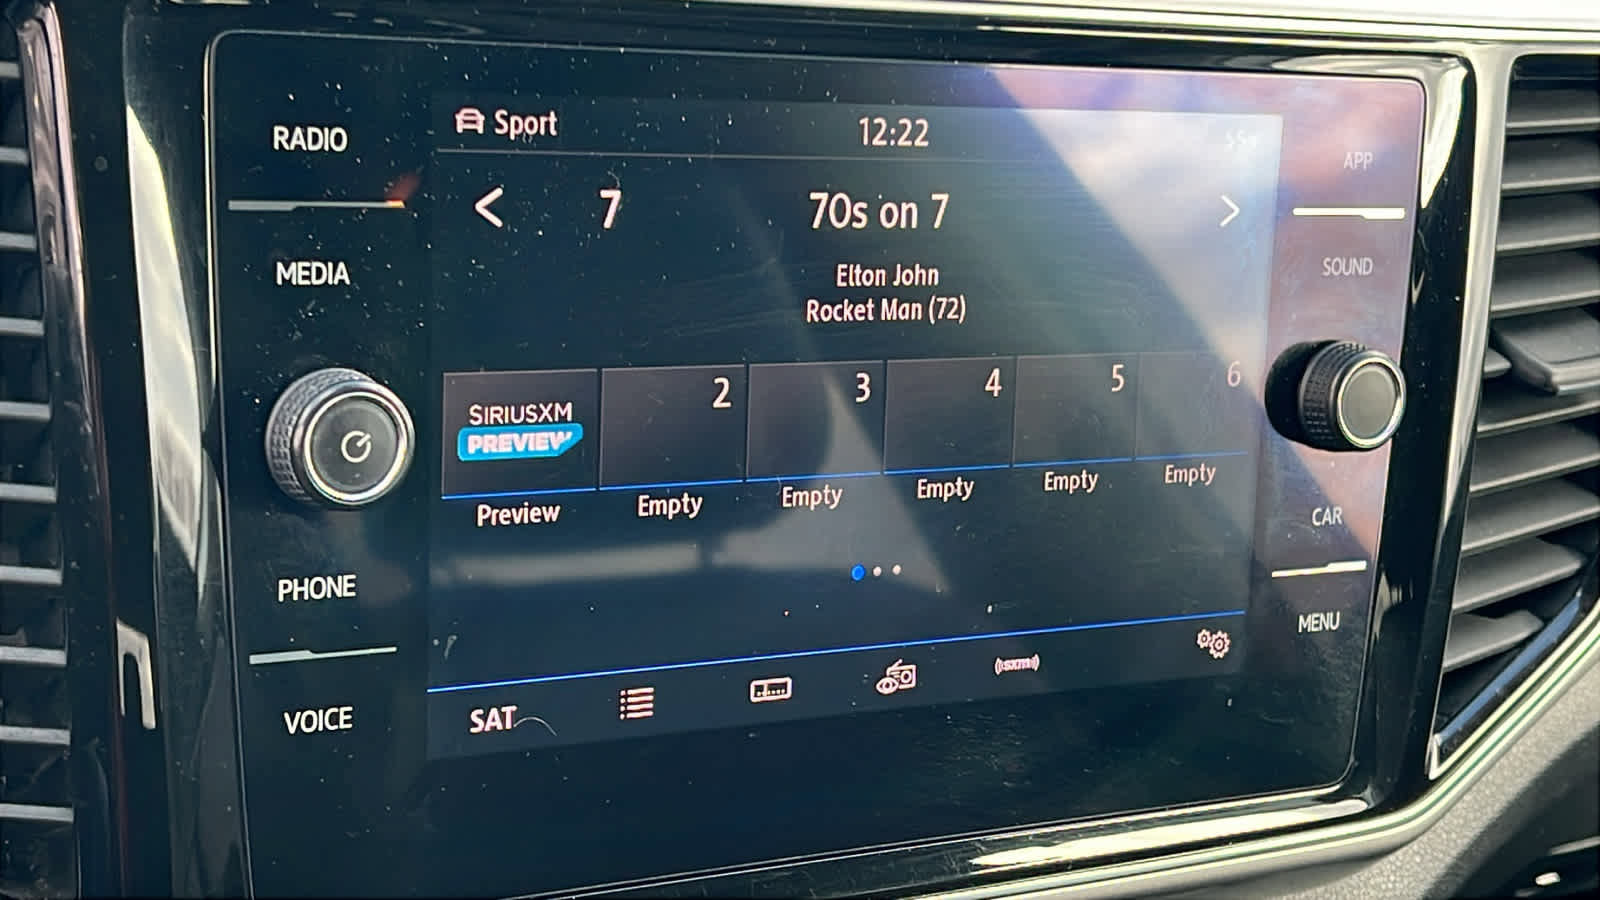 RADIO
MEDIA
PHONE
VOICE
Sport
12:22
7
70s on 7
Elton John
Rocket Man (72)
SIRIUSXM
PREVIEW
Preview
2
Empty
3
Empty
4
Empty
5
Empty
6
Empty
SAT
APP
SOUND
CAR
MENU